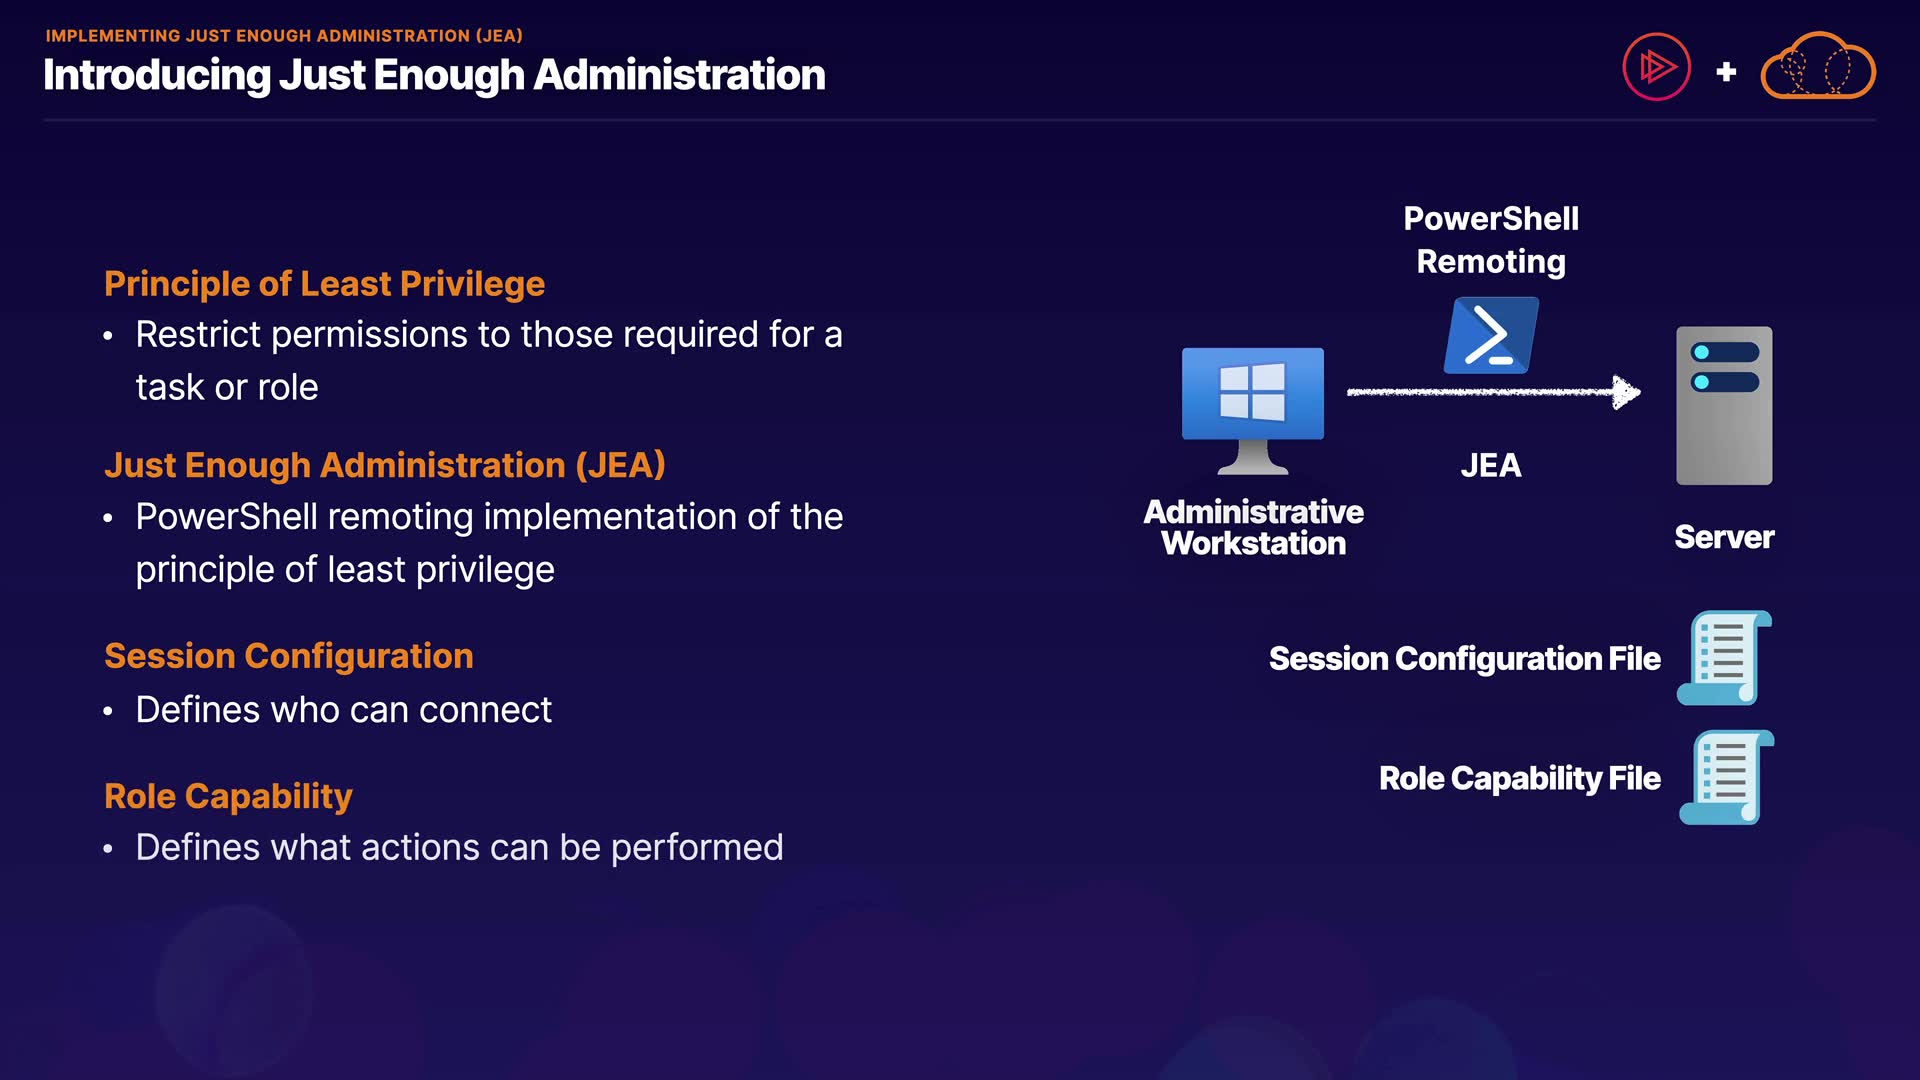 IMPLEMENTING JUST ENOUGH ADMINISTRATION (JEA)
Introducing Just Enough Administration
Principle of Least Privilege
• Restrict permissions to those required for a
task or role
Just Enough Administration (JEA)
• PowerShell remoting implementation of the
principle of least privilege
Session Configuration
• Defines who can connect
Role Capability
• Defines what actions can be performed
PowerShell
Remoting
JEA
Administrative
Workstation
Server
Session Configuration File
Role Capability File